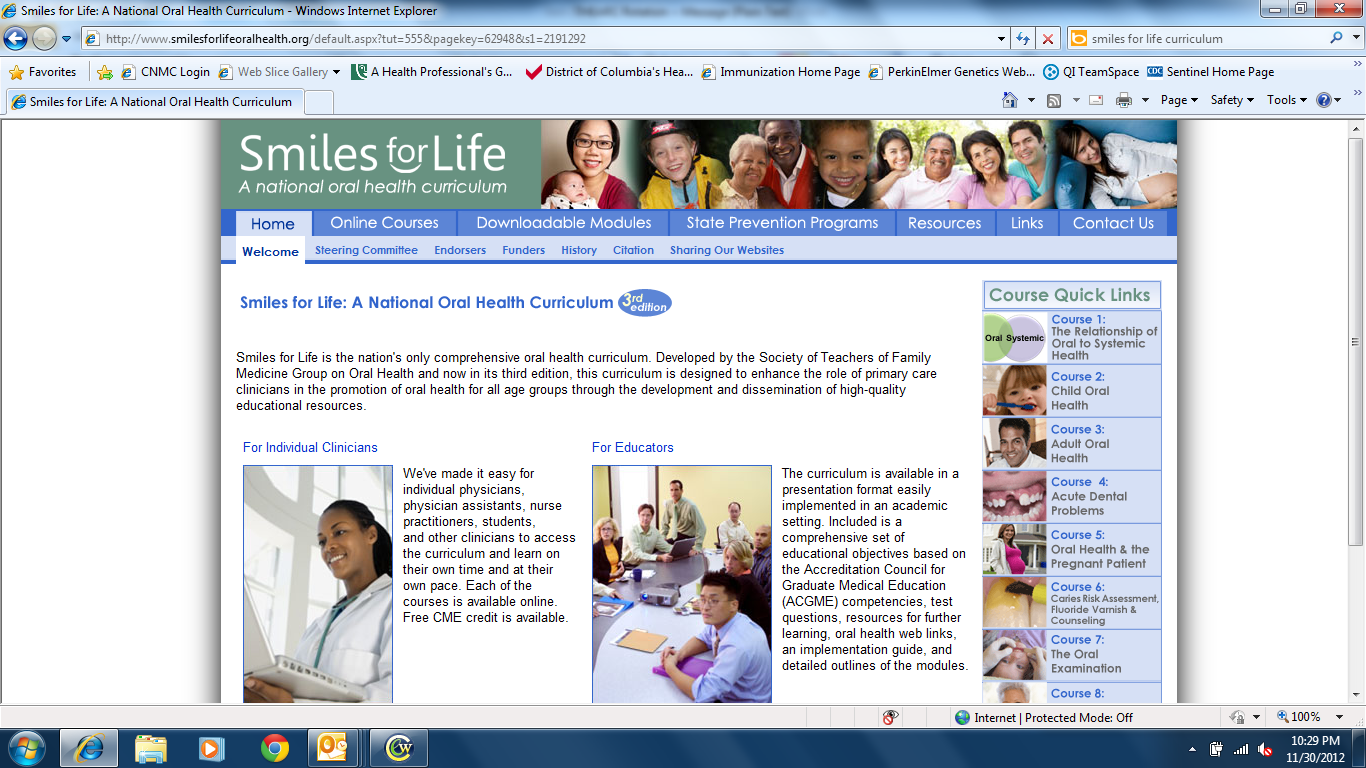 Smiles for Life: A National Oral Health Curriculum - Windows Internet Explorer
http://www.smilesforlifeoralhealth.org/default.aspx?tut=555&pagekey=62948&s1=2191292
smiles for life curriculum
Favorites
CNMC Login
Web Slice Gallery
A Health Professional's G...
District of Columbia's Hea...
Immunization Home Page
PerkinElmer Genetics Web...
QI TeamSpace
CDC Sentinel Home Page
Smiles for Life: A National Oral Health Curriculum
Page
Safety
Tools
Smiles for Life
A national oral health curriculum
Home
Online Courses
Downloadable Modules
State Prevention Programs
Resources
Links
Contact Us
Welcome
Steering Committee
Endorsers
Funders
History
Citation
Sharing Our Websites
Smiles for Life: A National Oral Health Curriculum 3rd edition
Smiles for Life is the nation's only comprehensive oral health curriculum. Developed by the Society of Teachers of Family
Medicine Group on Oral Health and now in its third edition, this curriculum is designed to enhance the role of primary care
clinicians in the promotion of oral health for all age groups through the development and dissemination of high-quality
educational resources.
For Individual Clinicians
We've made it easy for
individual physicians,
physician assistants, nurse
practitioners, students,
and other clinicians to access
the curriculum and learn on
their own time and at their
own pace. Each of the
courses is available online.
Free CME credit is available.
For Educators
The curriculum is available in a
presentation format easily
implemented in an academic
setting. Included is a
comprehensive set of
educational objectives based on
the Accreditation Council for
Graduate Medical Education
(ACGME) competencies, test
questions, resources for further
learning, oral health web links,
an implementation guide, and
detailed outlines of the modules.
Course Quick Links
Oral Systemic
Course 1:
The Relationship of
Oral to Systemic
Health
Course 2:
Child Oral
Health
Course 3:
Adult Oral
Health
Course 4:
Acute Dental
Problems
Course 5:
Oral Health & the
Pregnant Patient
Course 6:
Caries Risk Assessment,
Fluoride Varnish &
Counseling
Course 7:
The Oral
Examination
Course 8:
Internet | Protected Mode: Off
100%
10:29 PM
11/30/2012